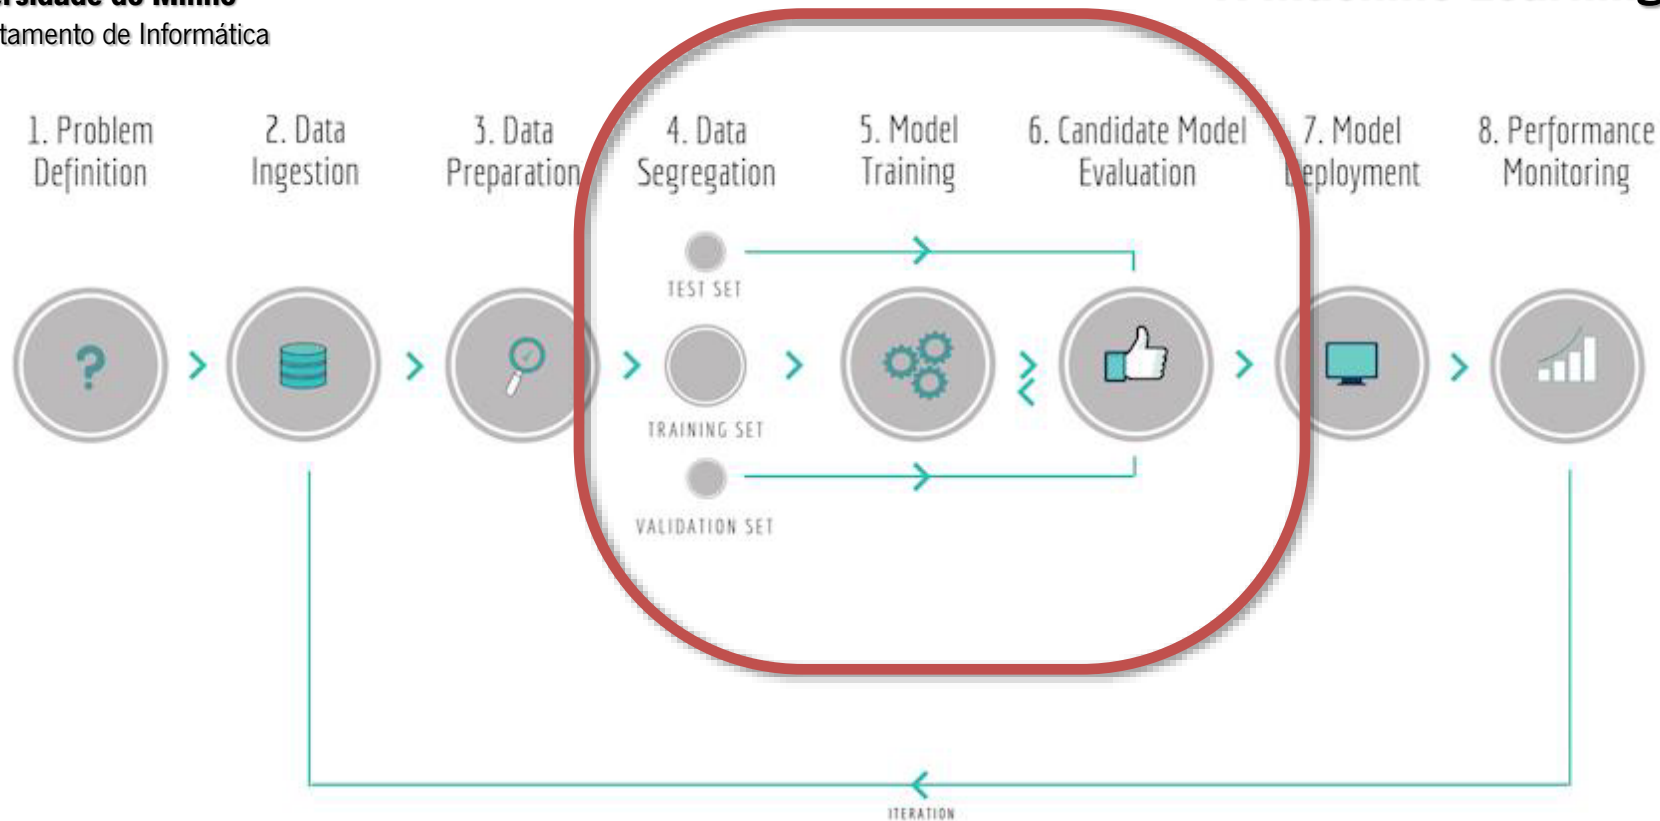 tamento de Informática
1. Problem
Definition
2. Data
Ingestion
3. Data
Preparation
4. Data
Segregation
5. Model
Training
6. Candidate Model
Evaluation
7. Model
Deployment
8. Performance
Monitoring
TEST SET
TRAINING SET
VALIDATION SET
ITERATION